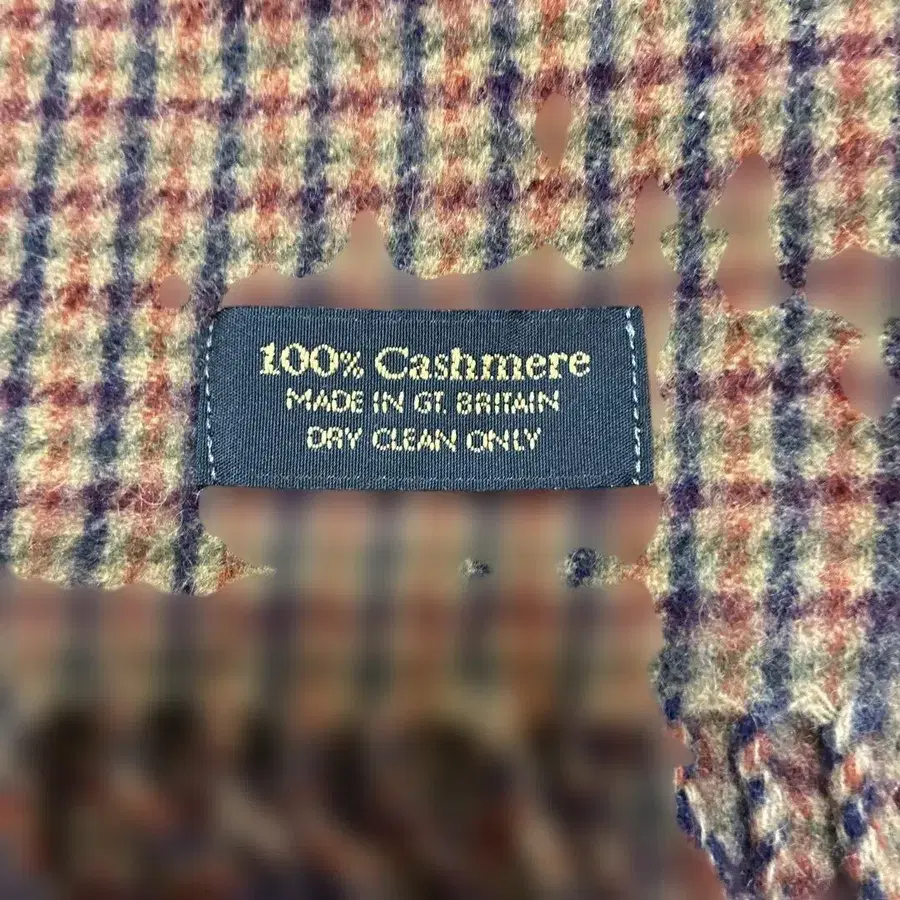 100% Cashmere
MADE IN GT. BRITAIN
DRY CLEAN ONLY